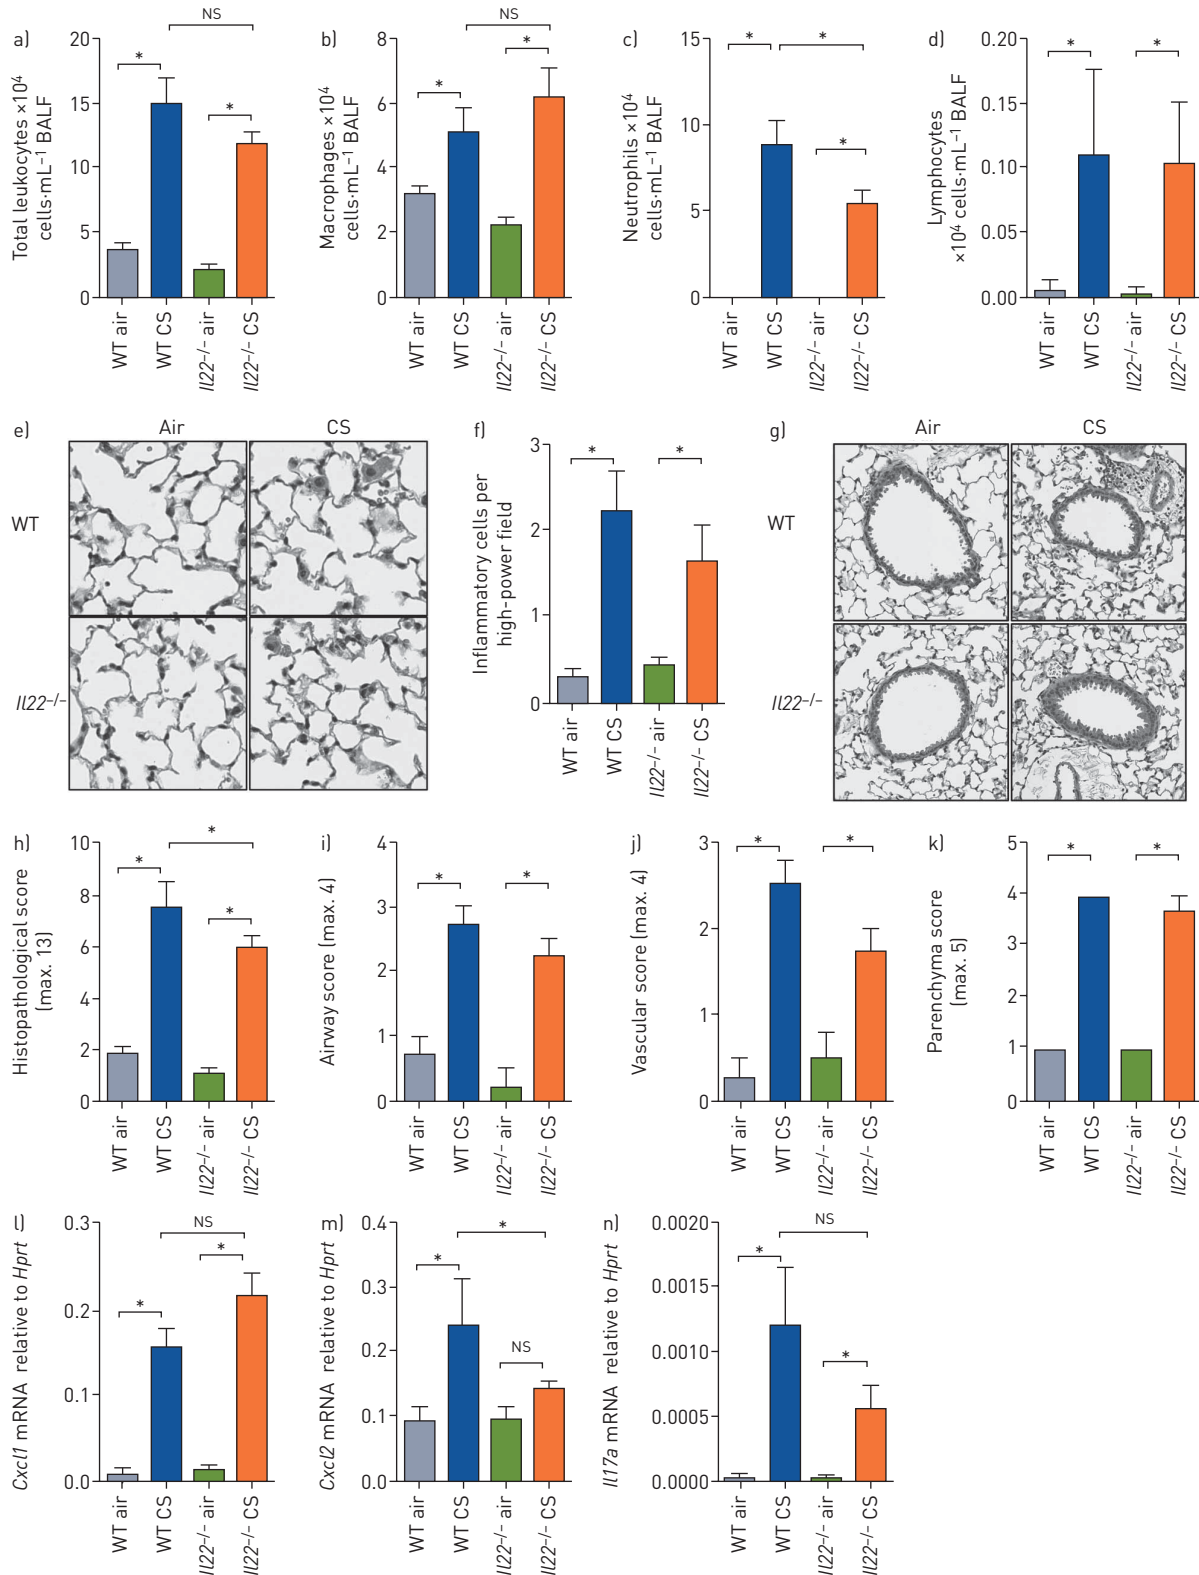 a)
Total leukocytes ×10⁴
cells·mL⁻¹ BALF
20
15
10
5
0
*
NS
*
WT air
WT CS
Il22⁻/⁻ air
Il22⁻/⁻ CS
b)
Macrophages ×10⁴
cells·mL⁻¹ BALF
8
6
4
2
0
*
NS
*
WT air
WT CS
Il22⁻/⁻ air
Il22⁻/⁻ CS
c)
Neutrophils ×10⁴
cells·mL⁻¹ BALF
15
10
5
0
*
*
*
WT air
WT CS
Il22⁻/⁻ air
Il22⁻/⁻ CS
d)
Lymphocytes
×10⁴ cells·mL⁻¹ BALF
0.20
0.15
0.10
0.05
0.00
*
*
WT air
WT CS
Il22⁻/⁻ air
Il22⁻/⁻ CS
e)
Air
CS
WT
Il22⁻/⁻
f)
Inflammatory cells per
high-power field
3
2
1
0
*
*
WT air
WT CS
Il22⁻/⁻ air
Il22⁻/⁻ CS
g)
Air
CS
WT
Il22⁻/⁻
h)
Histopathological score
(max. 13)
10
8
6
4
2
0
*
*
*
WT air
WT CS
Il22⁻/⁻ air
Il22⁻/⁻ CS
i)
Airway score (max. 4)
4
3
2
1
0
*
*
WT air
WT CS
Il22⁻/⁻ air
Il22⁻/⁻ CS
j)
Vascular score (max. 4)
3
2
1
0
*
*
WT air
WT CS
Il22⁻/⁻ air
Il22⁻/⁻ CS
k)
Parenchyma score
(max. 5)
5
4
3
2
1
0
*
*
WT air
WT CS
Il22⁻/⁻ air
Il22⁻/⁻ CS
l)
Cxcl1 mRNA relative to Hprt
0.3
0.2
0.1
0.0
*
NS
*
WT air
WT CS
Il22⁻/⁻ air
Il22⁻/⁻ CS
m)
Cxcl2 mRNA relative to Hprt
0.4
0.3
0.2
0.1
0.0
*
*
NS
WT air
WT CS
Il22⁻/⁻ air
Il22⁻/⁻ CS
n)
Il17a mRNA relative to Hprt
0.0020
0.0015
0.0010
0.0005
0.0000
*
NS
*
WT air
WT CS
Il22⁻/⁻ air
Il22⁻/⁻ CS